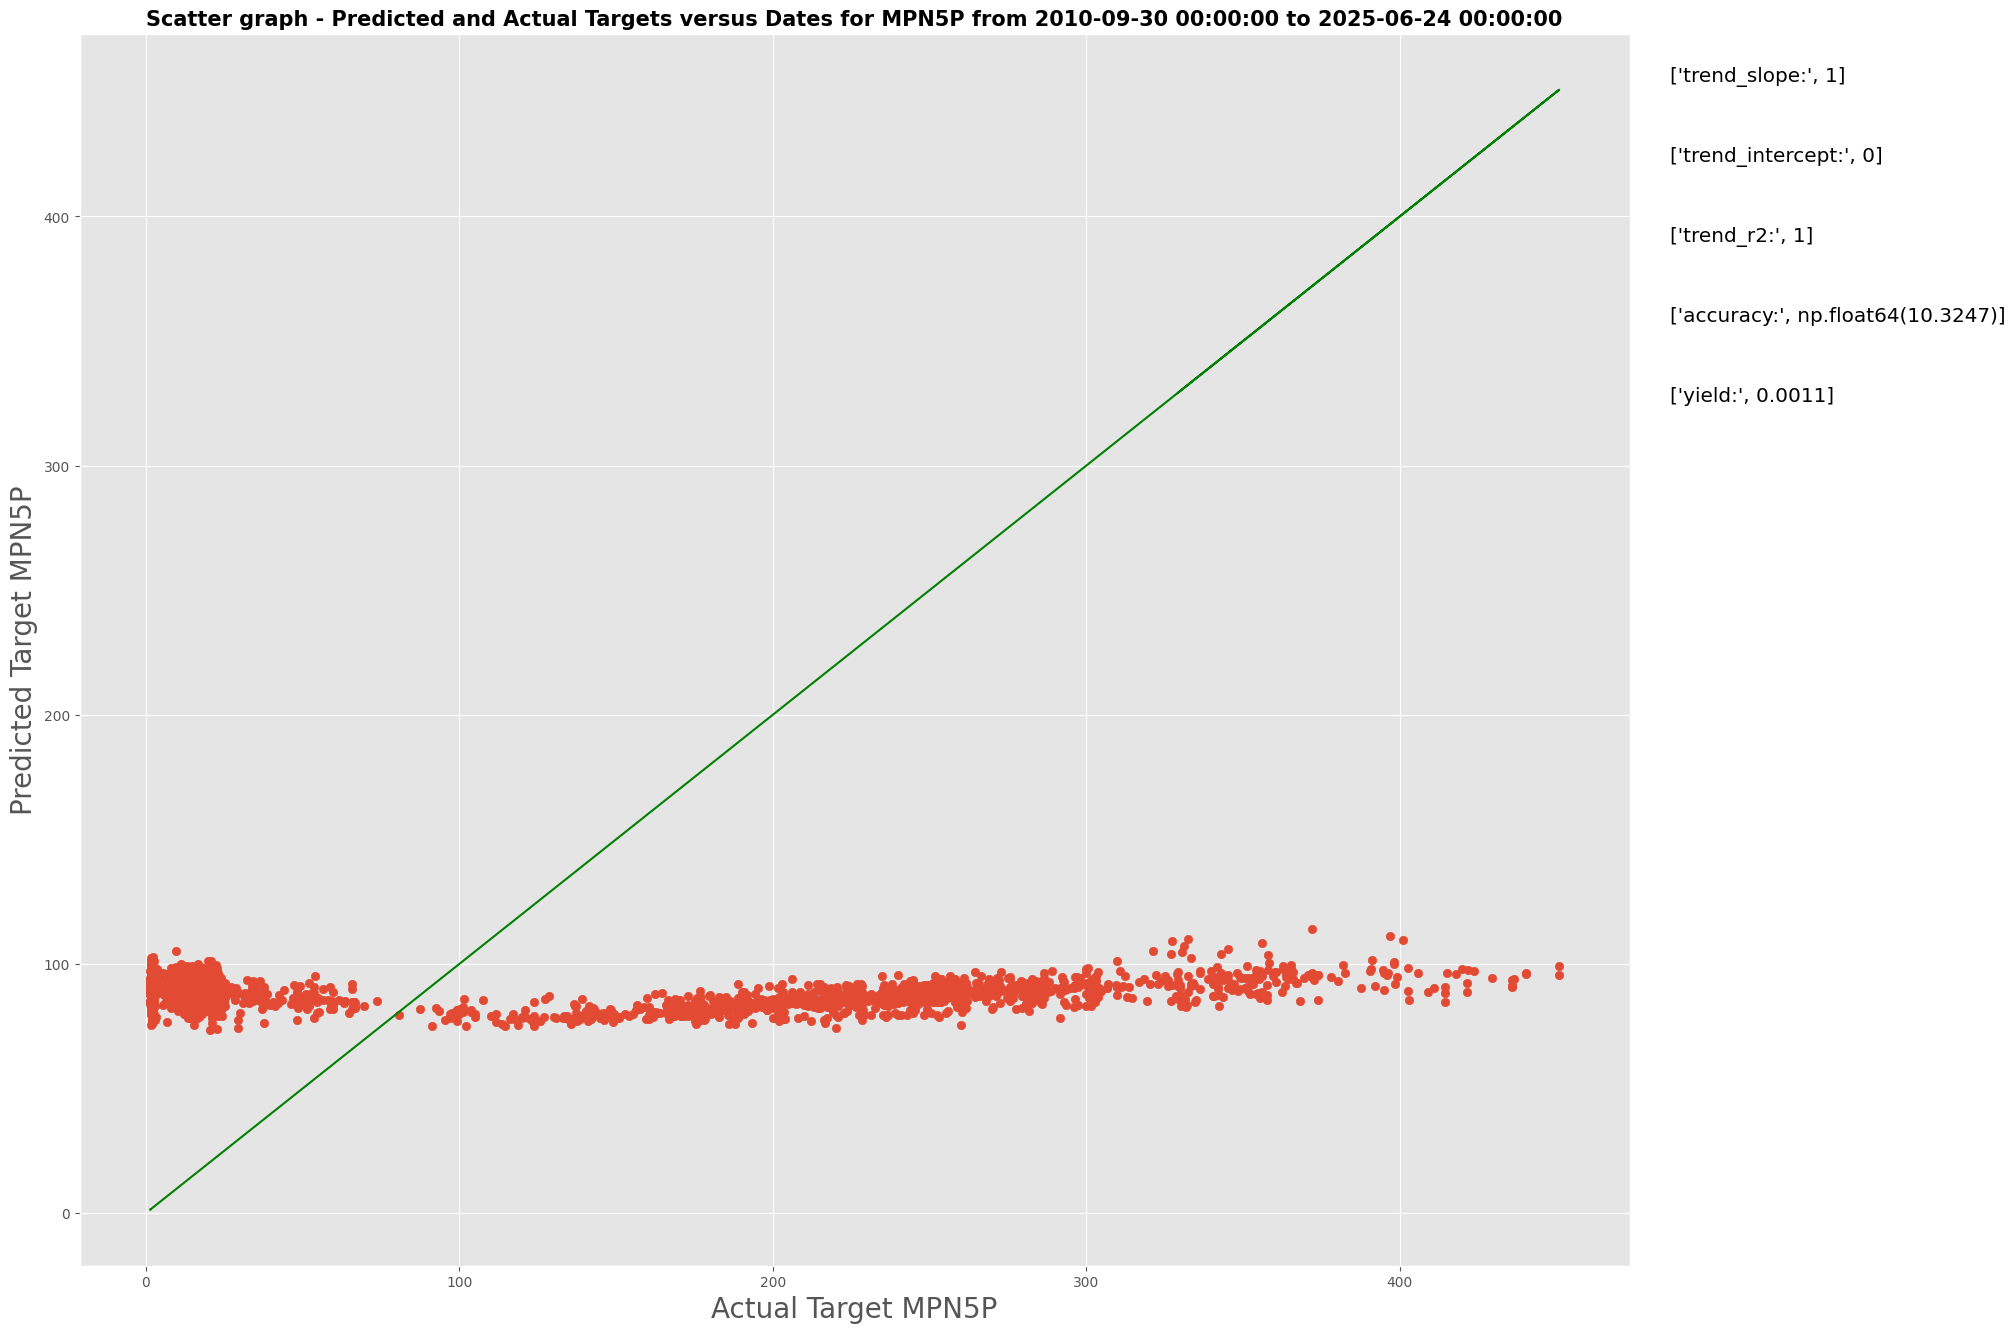 Scatter graph - Predicted and Actual Targets versus Dates for MPN5P from 2010-09-30 00:00:00 to 2025-06-24 00:00:00
['trend_slope:', 1]
['trend_intercept:', 0]
['trend_r2:', 1]
['accuracy:', np.float64(10.3247)]
['yield:', 0.0011]
Predicted Target MPN5P
400
300
200
100
0
0 100 200 300 400
Actual Target MPN5P